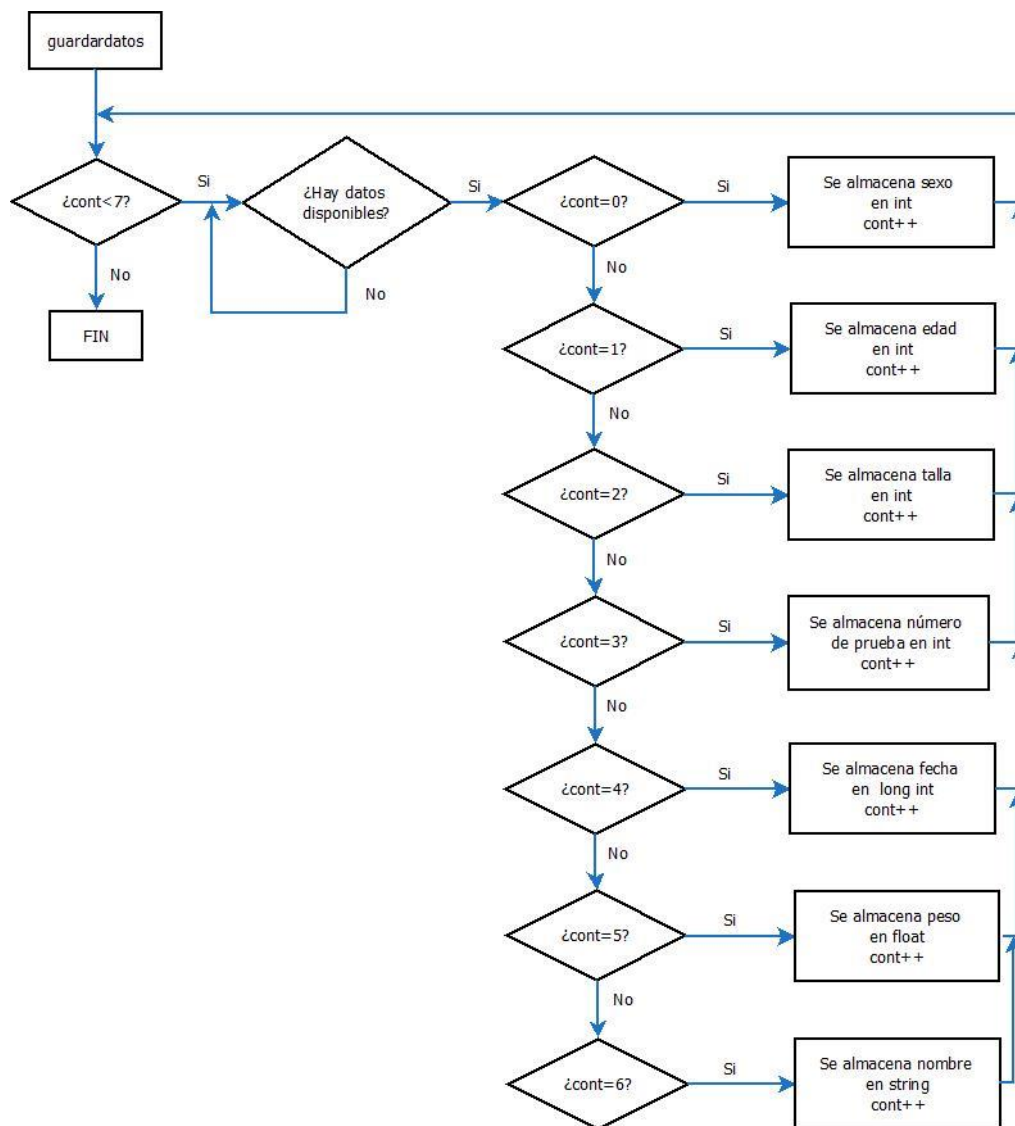 guardardatos
¿cont<7?
Si
¿Hay datos
disponibles?
Si
¿cont=0?
Si
Se almacena sexo
en int
cont++
No
FIN
No
No
¿cont=1?
Si
Se almacena edad
en int
cont++
No
¿cont=2?
Si
Se almacena talla
en int
cont++
No
¿cont=3?
Si
Se almacena número
de prueba en int
cont++
No
¿cont=4?
Si
Se almacena fecha
en long int
cont++
No
¿cont=5?
Si
Se almacena peso
en float
cont++
No
¿cont=6?
Si
Se almacena nombre
en string
cont++